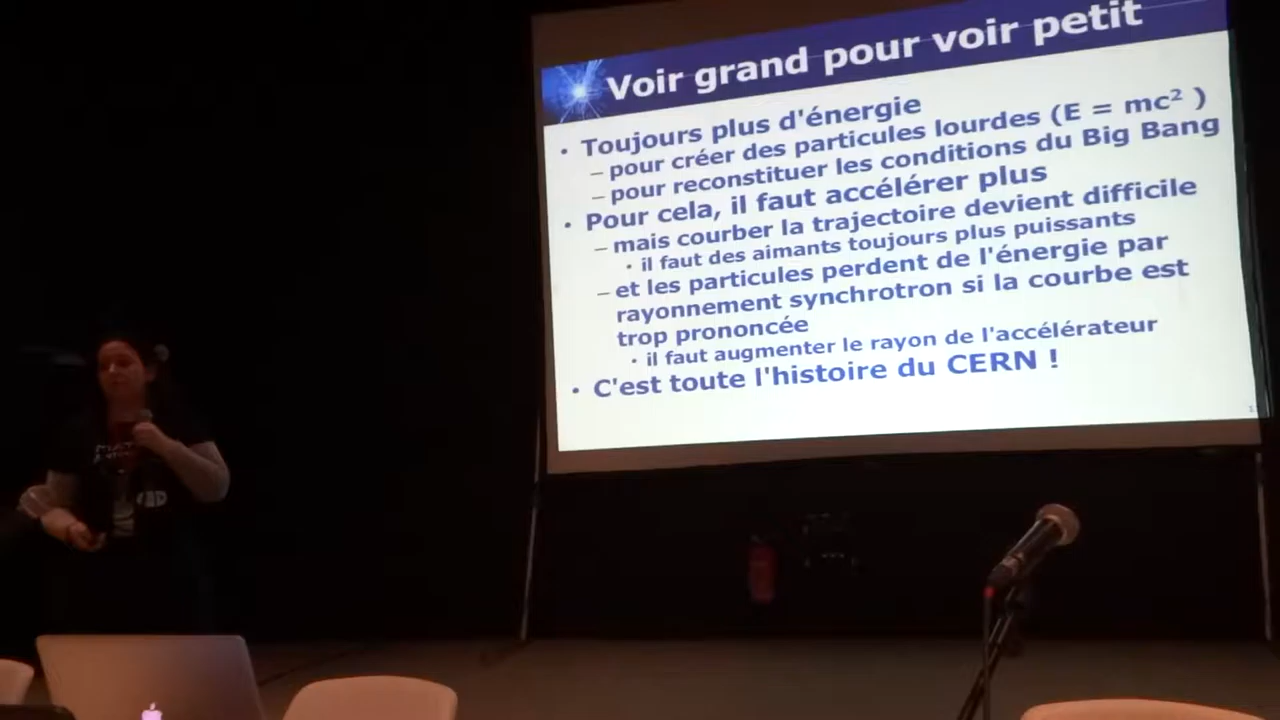 Voir grand pour voir petit
• Toujours plus d'énergie
– pour créer des particules lourdes (E = mc² )
– pour reconstituer les conditions du Big Bang
• Pour cela, il faut accélérer plus
– mais courber la trajectoire devient difficile
• il faut des aimants toujours plus puissants
– et les particules perdent de l'énergie par
rayonnement synchrotron si la courbe est
trop prononcée
• il faut augmenter le rayon de l'accélérateur
• C'est toute l'histoire du CERN !